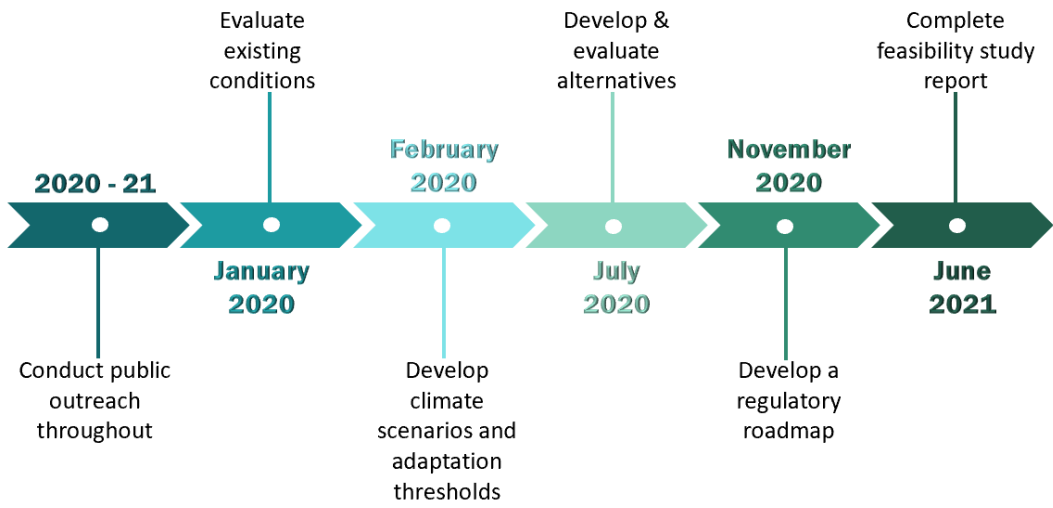 2020 - 21
Conduct public
outreach
throughout
Evaluate
existing
conditions
January
2020
February
2020
Develop
climate
scenarios and
adaptation
thresholds
Develop &
evaluate
alternatives
July
2020
November
2020
Develop a
regulatory
roadmap
Complete
feasibility study
report
June
2021